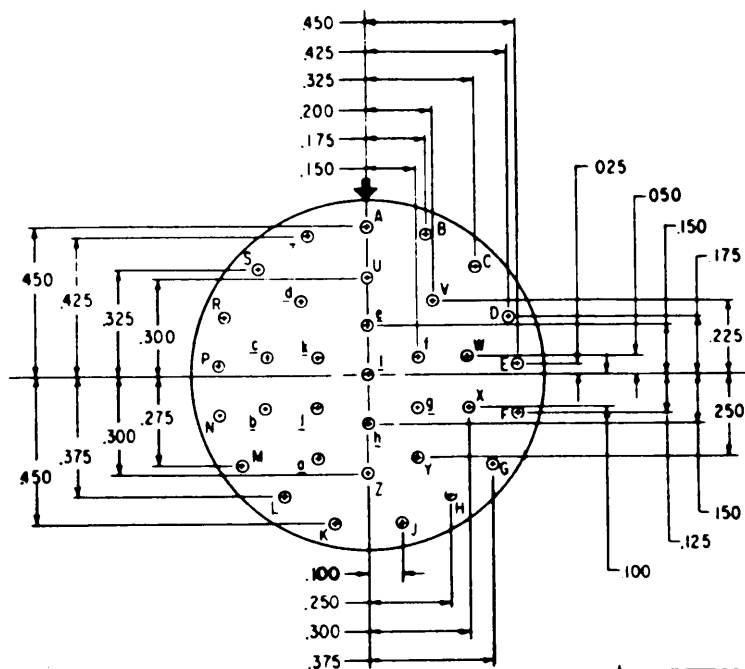 .450
.425
.325
.200
.175
.150
025
050
.150
.175
.225
.250
.150
.125
.100
A
B
S
C
U
d
V
R
e
D
c
k
f
W
E
P
i
X
b
j
g
F
N
h
M
a
Y
G
Z
L
H
K
J
.450
.425
.325
.300
.275
.300
.375
.450
.100
.250
.300
.375